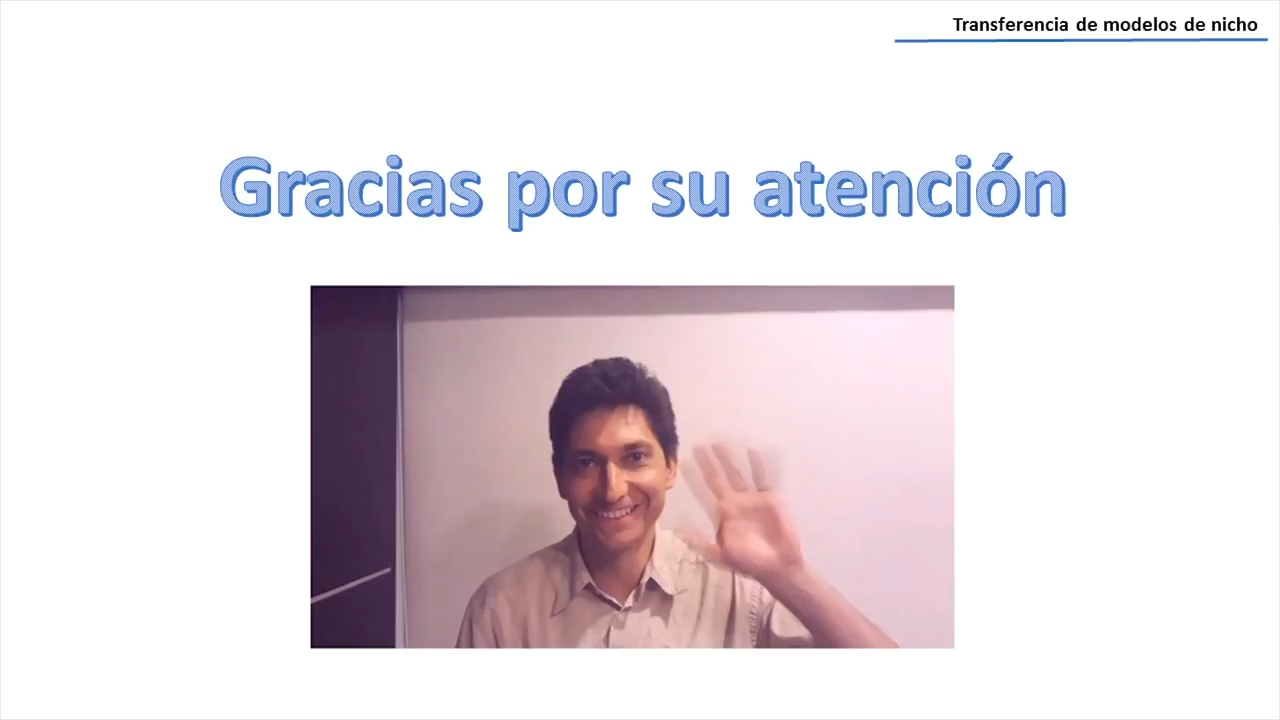 Transferencia de modelos de nicho
Gracias por su atención